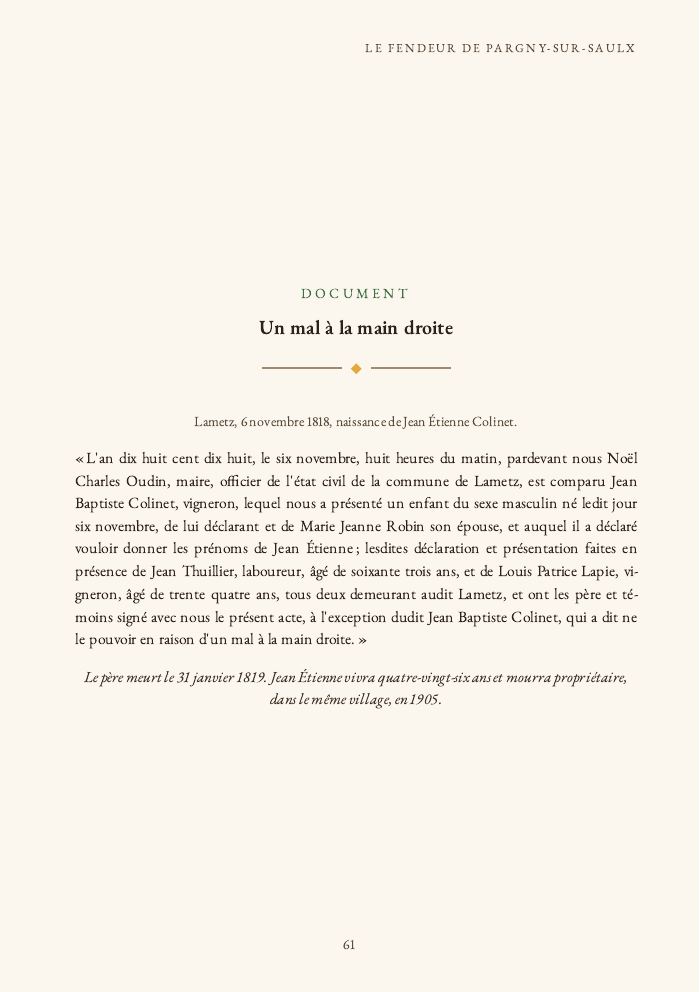 LE FENDEUR DE PARGNY-SUR-SAULX
DOCUMENT
Un mal à la main droite
Lametz, 6 novembre 1818, naissance de Jean Étienne Colinet.
« L'an dix huit cent dix huit, le six novembre, huit heures du matin, pardevant nous Noël
Charles Oudin, maire, officier de l'état civil de la commune de Lametz, est comparu Jean
Baptiste Colinet, vigneron, lequel nous a présenté un enfant du sexe masculin né ledit jour
six novembre, de lui déclarant et de Marie Jeanne Robin son épouse, et auquel il a déclaré
vouloir donner les prénoms de Jean Étienne ; lesdites déclaration et présentation faites en
présence de Jean Thuillier, laboureur, âgé de soixante trois ans, et de Louis Patrice Lapie, vi-
gneron, âgé de trente quatre ans, tous deux demeurant audit Lametz, et ont les père et té-
moins signé avec nous le présent acte, à l'exception dudit Jean Baptiste Colinet, qui a dit ne
le pouvoir en raison d'un mal à la main droite. »
Le père meurt le 31 janvier 1819. Jean Étienne vivra quatre-vingt-six ans et mourra propriétaire,
dans le même village, en 1905.
61